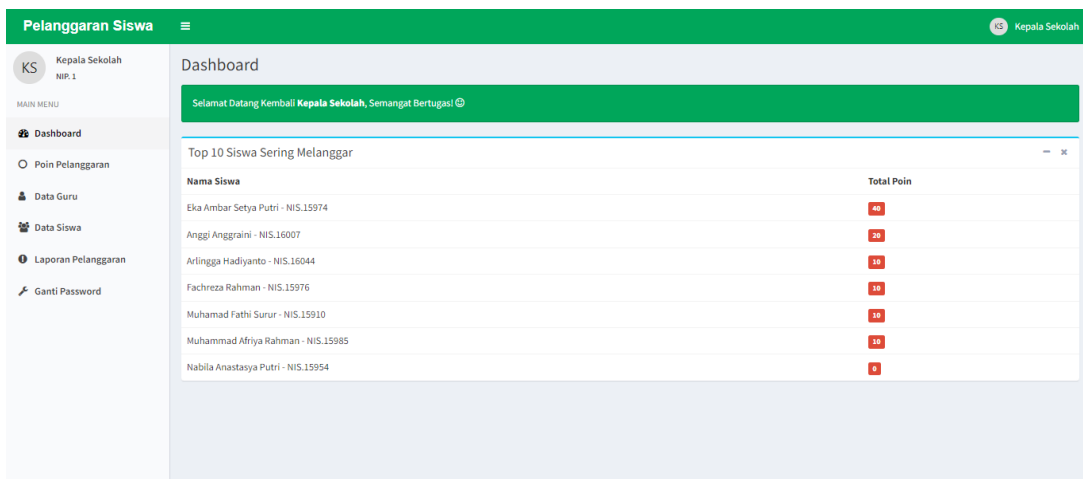 Pelanggaran Siswa
KS Kepala Sekolah
KS
Kepala Sekolah
NIP. 1
MAIN MENU
Dashboard
Poin Pelanggaran
Data Guru
Data Siswa
Laporan Pelanggaran
Ganti Password
Dashboard
Selamat Datang Kembali Kepala Sekolah, Semangat Bertugas!
Top 10 Siswa Sering Melanggar
Nama Siswa Total Poin
Eka Ambar Setya Putri - NIS.15974 40
Anggi Anggraini - NIS.16007 20
Arlingga Hadiyanto - NIS.16044 10
Fachreza Rahman - NIS.15976 10
Muhamad Fathi Surur - NIS.15910 10
Muhammad Afriya Rahman - NIS.15985 10
Nabila Anastasya Putri - NIS.15954 0